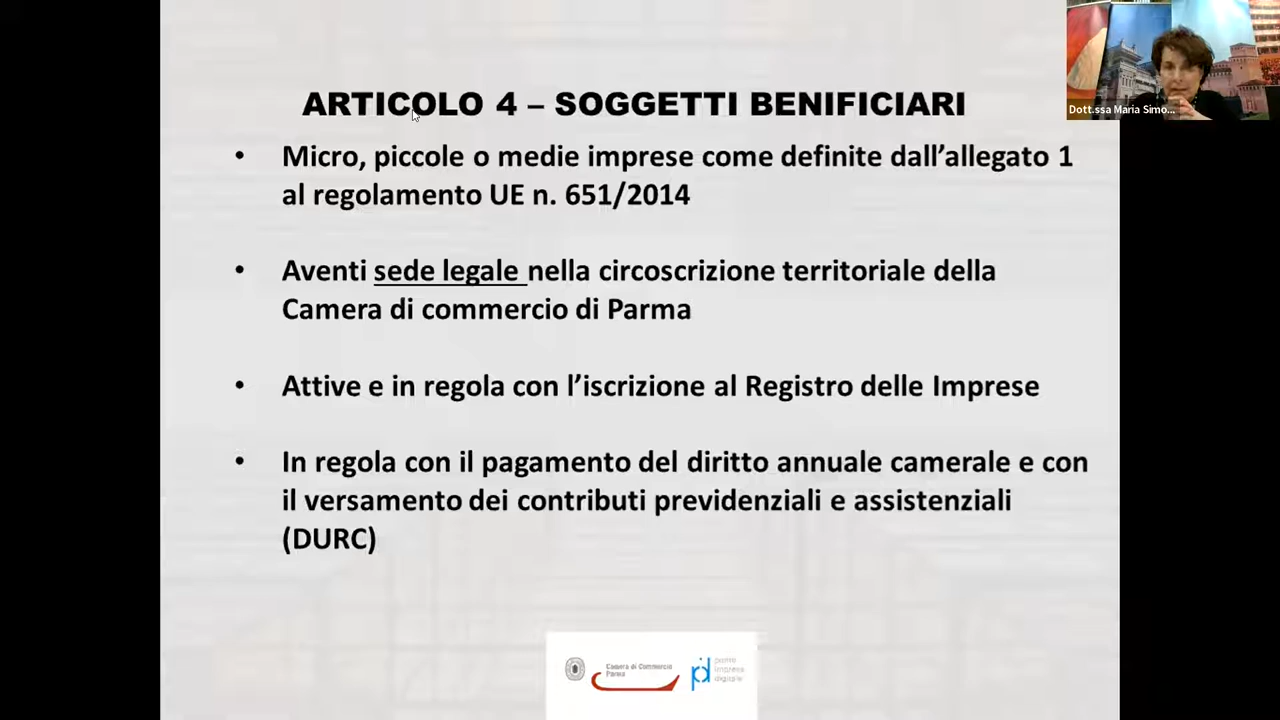 ARTICOLO 4 – SOGGETTI BENIFICIARI
• Micro, piccole o medie imprese come definite dall’allegato 1
al regolamento UE n. 651/2014
• Aventi sede legale nella circoscrizione territoriale della
Camera di commercio di Parma
• Attive e in regola con l’iscrizione al Registro delle Imprese
• In regola con il pagamento del diritto annuale camerale e con
il versamento dei contributi previdenziali e assistenziali
(DURC)
Dott.ssa Maria Simo...
Camera di Commercio
Parma
pid
punto
impresa
digitale